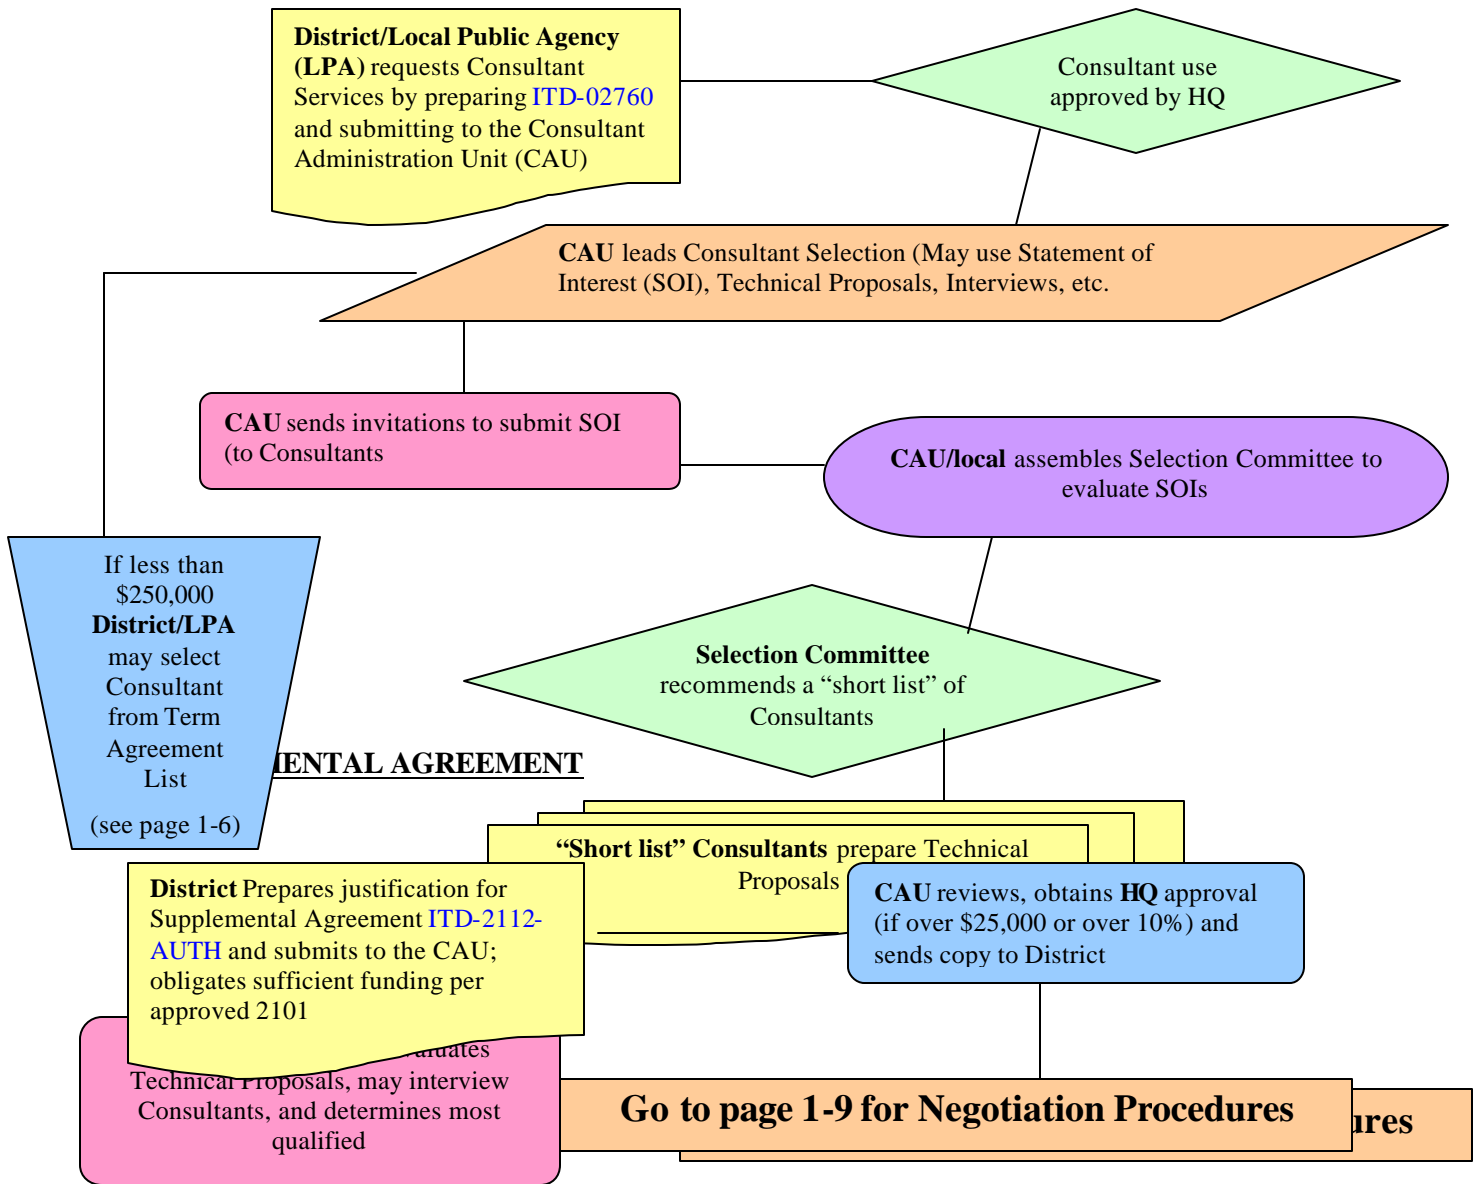 District/Local Public Agency
(LPA) requests Consultant
Services by preparing ITD-02760
and submitting to the Consultant
Administration Unit (CAU)
Consultant use
approved by HQ
CAU leads Consultant Selection (May use Statement of
Interest (SOI), Technical Proposals, Interviews, etc.
CAU sends invitations to submit SOI
(to Consultants
CAU/local assembles Selection Committee to
evaluate SOIs
If less than
$250,000
District/LPA
may select
Consultant
from Term
Agreement
List
(see page 1-6)
Selection Committee
recommends a “short list” of
Consultants
AGREEMENT
“Short list” Consultants prepare Technical
Proposals
District Prepares justification for
Supplemental Agreement ITD-2112-
AUTH and submits to the CAU;
obligates sufficient funding per
approved 2101
CAU reviews, obtains HQ approval
(if over $25,000 or over 10%) and
sends copy to District
Technical Proposals, may interview
Consultants, and determines most
qualified
Go to page 1-9 for Negotiation Procedures